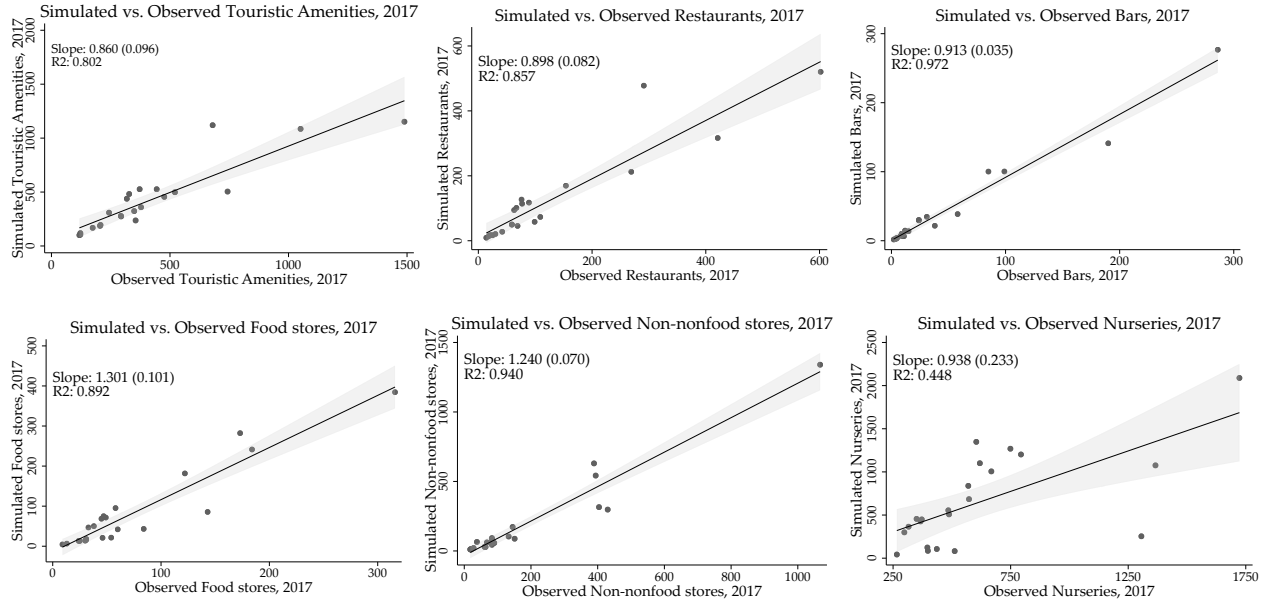 Simulated vs. Observed Touristic Amenities, 2017
Simulated Touristic Amenities, 2017
2000
1500
1000
500
0
Slope: 0.860 (0.096)
R2: 0.802
0 500 1000 1500
Observed Touristic Amenities, 2017
Simulated vs. Observed Restaurants, 2017
Simulated Restaurants, 2017
600
400
200
0
Slope: 0.898 (0.082)
R2: 0.857
0 200 400 600
Observed Restaurants, 2017
Simulated vs. Observed Bars, 2017
Simulated Bars, 2017
300
200
100
0
Slope: 0.913 (0.035)
R2: 0.972
0 100 200 300
Observed Bars, 2017
Simulated vs. Observed Food stores, 2017
Simulated Food stores, 2017
500
400
300
200
100
0
Slope: 1.301 (0.101)
R2: 0.892
0 100 200 300
Observed Food stores, 2017
Simulated vs. Observed Non-nonfood stores, 2017
Simulated Non-nonfood stores, 2017
1500
1000
500
0
Slope: 1.240 (0.070)
R2: 0.940
0 200 400 600 800 1000
Observed Non-nonfood stores, 2017
Simulated vs. Observed Nurseries, 2017
Simulated Nurseries, 2017
2500
2000
1500
1000
500
0
Slope: 0.938 (0.233)
R2: 0.448
250 750 1250 1750
Observed Nurseries, 2017